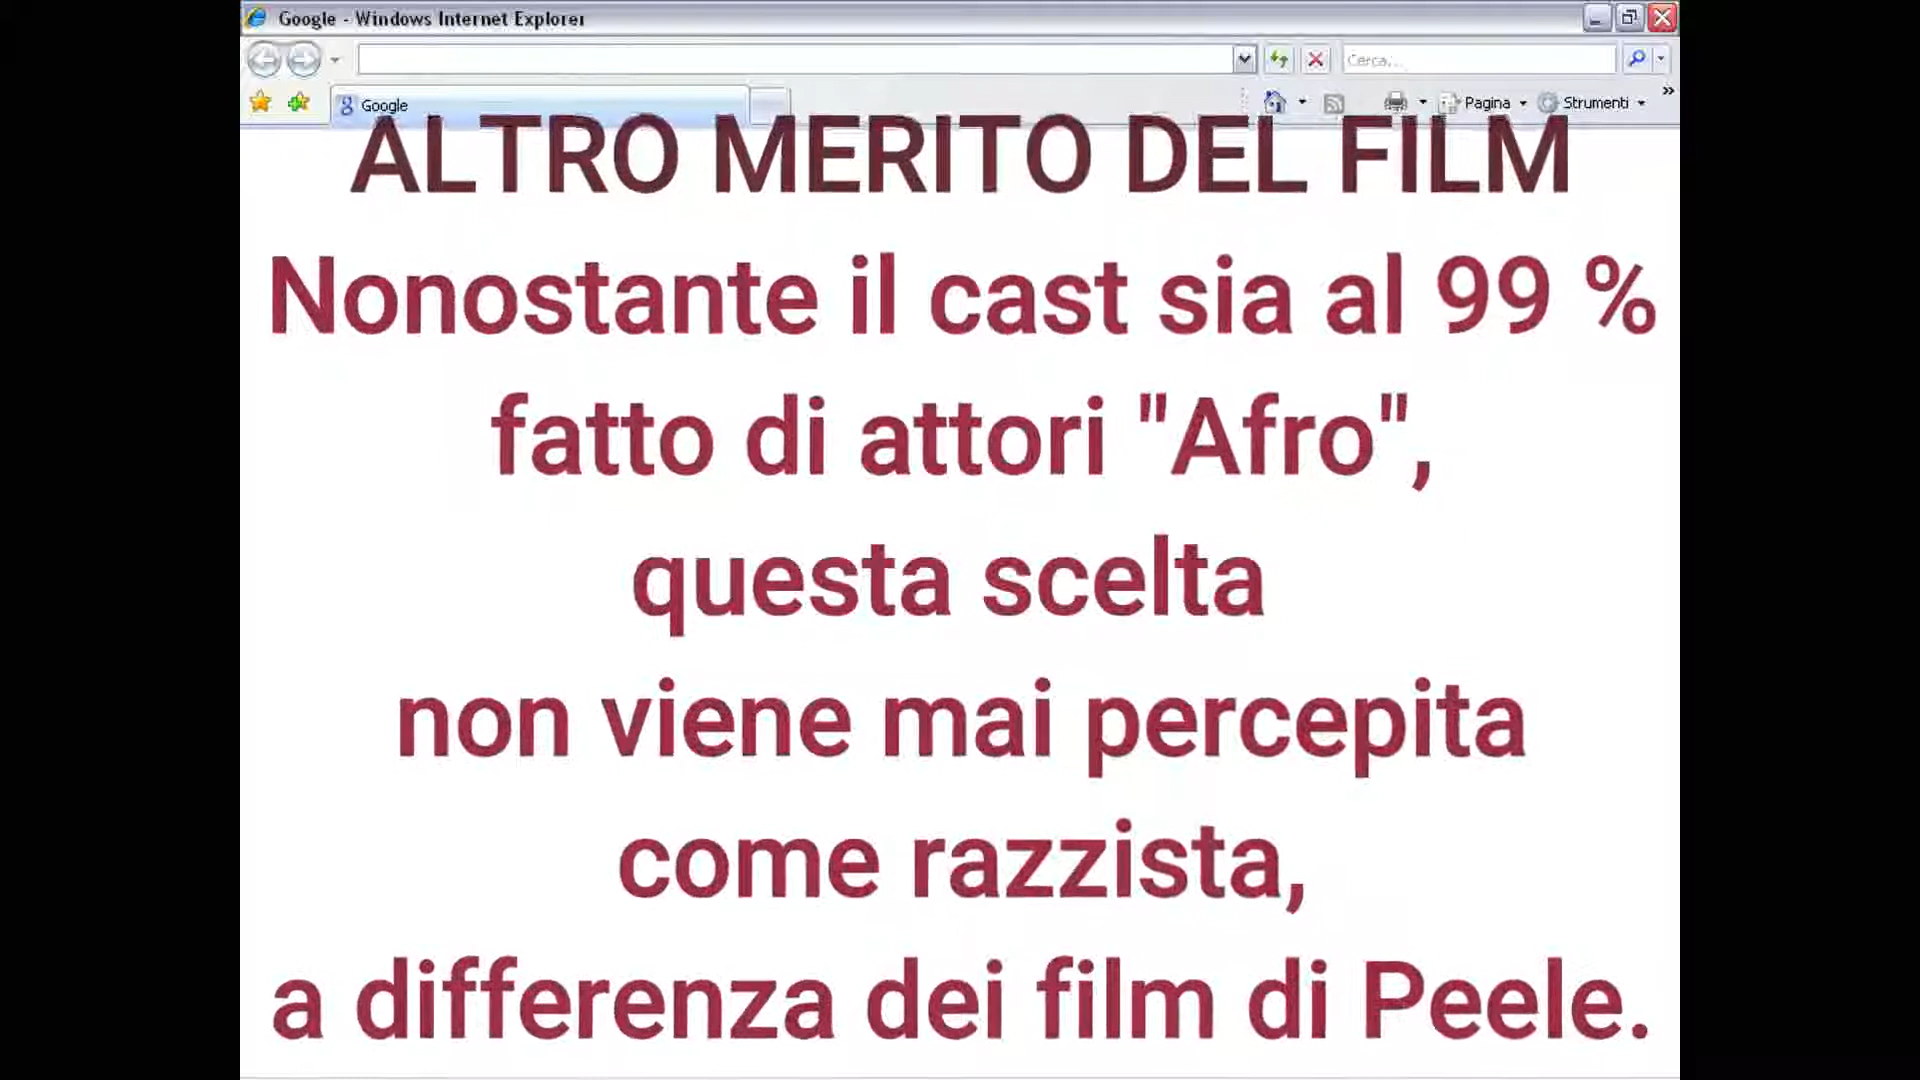 Google - Windows Internet Explorer
Cerca...
Google
Pagina
Strumenti
ALTRO MERITO DEL FILM
Nonostante il cast sia al 99 %
fatto di attori "Afro",
questa scelta
non viene mai percepita
come razzista,
a differenza dei film di Peele.